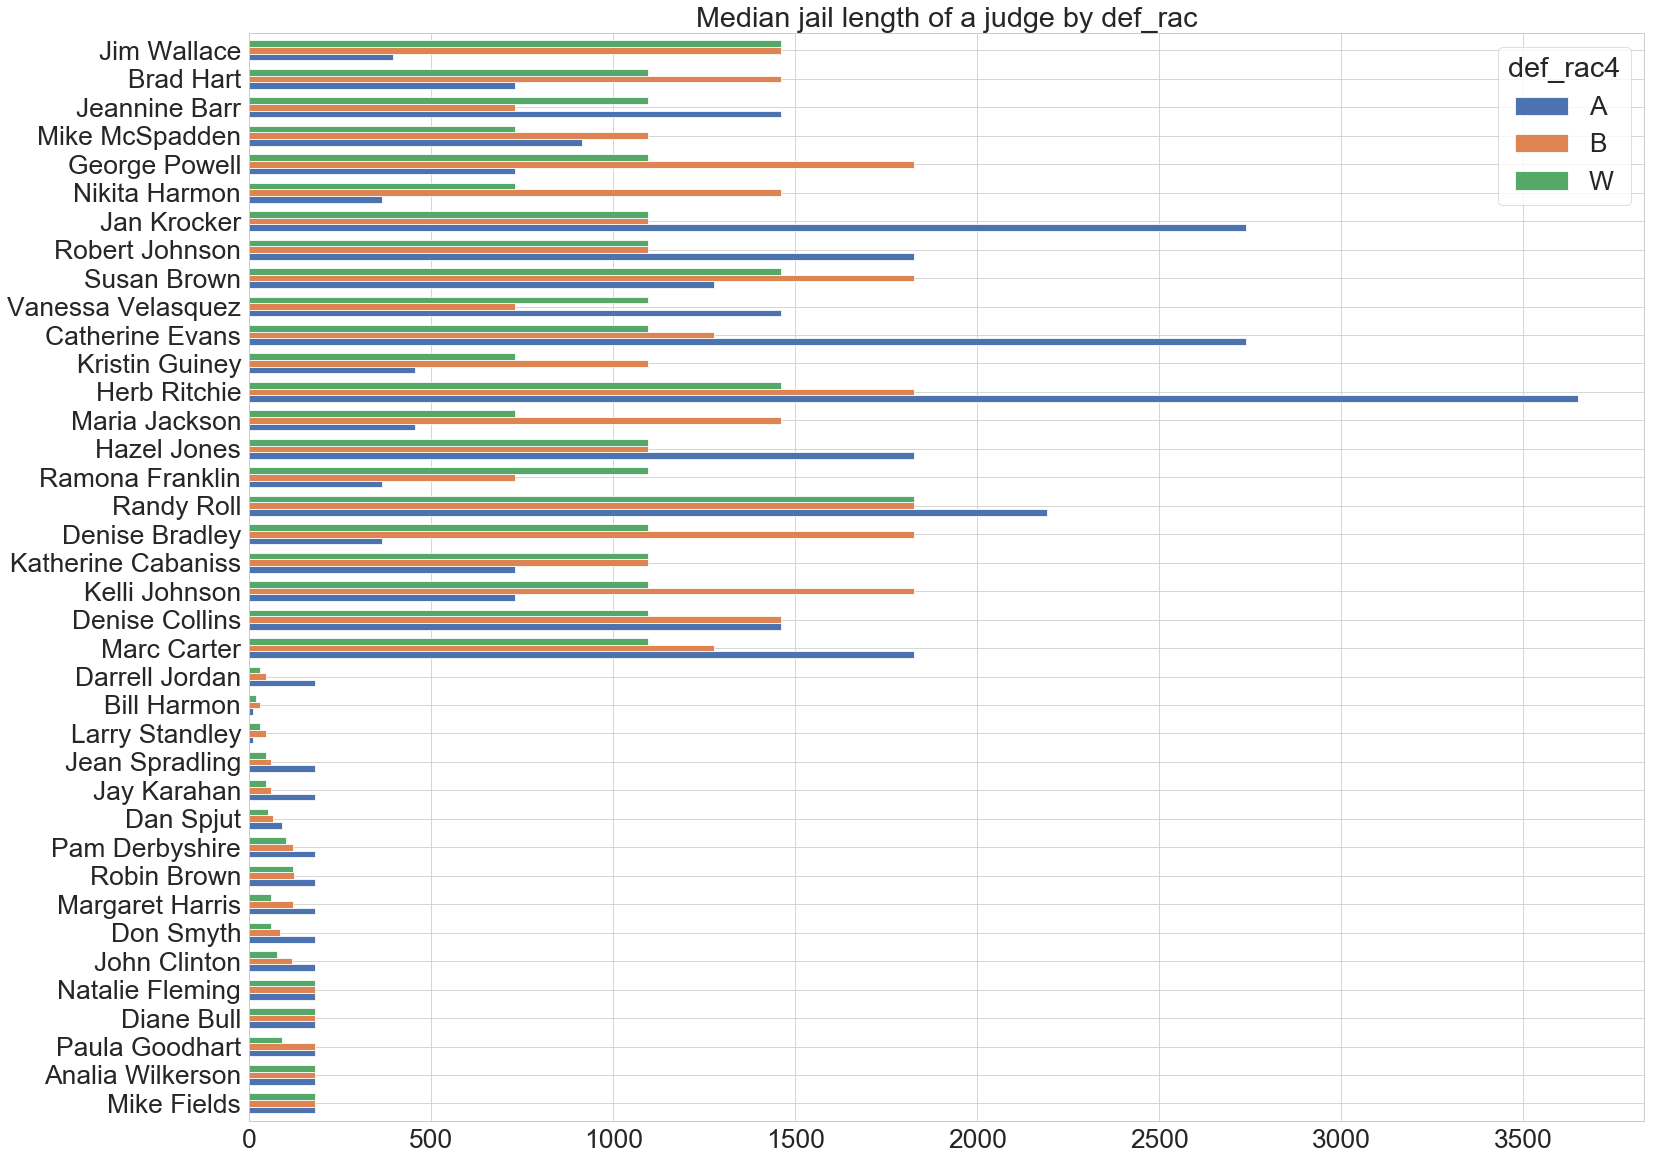 Median jail length of a judge by def_rac
Jim Wallace
Brad Hart
Jeannine Barr
Mike McSpadden
George Powell
Nikita Harmon
Jan Krocker
Robert Johnson
Susan Brown
Vanessa Velasquez
Catherine Evans
Kristin Guiney
Herb Ritchie
Maria Jackson
Hazel Jones
Ramona Franklin
Randy Roll
Denise Bradley
Katherine Cabaniss
Kelli Johnson
Denise Collins
Marc Carter
Darrell Jordan
Bill Harmon
Larry Standley
Jean Spradling
Jay Karahan
Dan Spjut
Pam Derbyshire
Robin Brown
Margaret Harris
Don Smyth
John Clinton
Natalie Fleming
Diane Bull
Paula Goodhart
Analia Wilkerson
Mike Fields
0 500 1000 1500 2000 2500 3000 3500
def_rac4
A
B
W